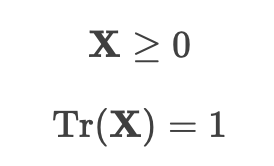 X ≥ 0
Tr(X) = 1